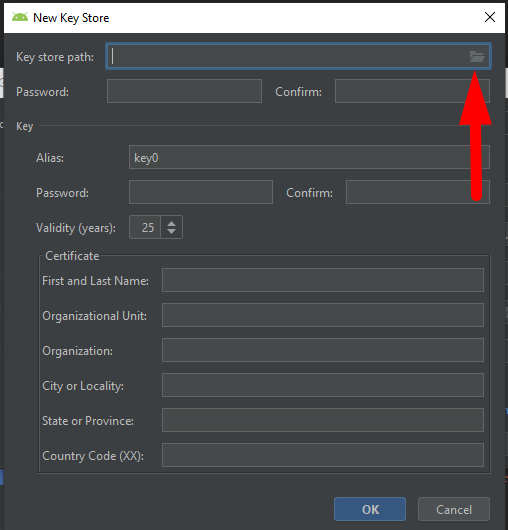 New Key Store
Key store path:
Password: Confirm:
Key
Alias: key0
Password: Confirm:
Validity (years): 25
Certificate
First and Last Name:
Organizational Unit:
Organization:
City or Locality:
State or Province:
Country Code (XX):
OK Cancel